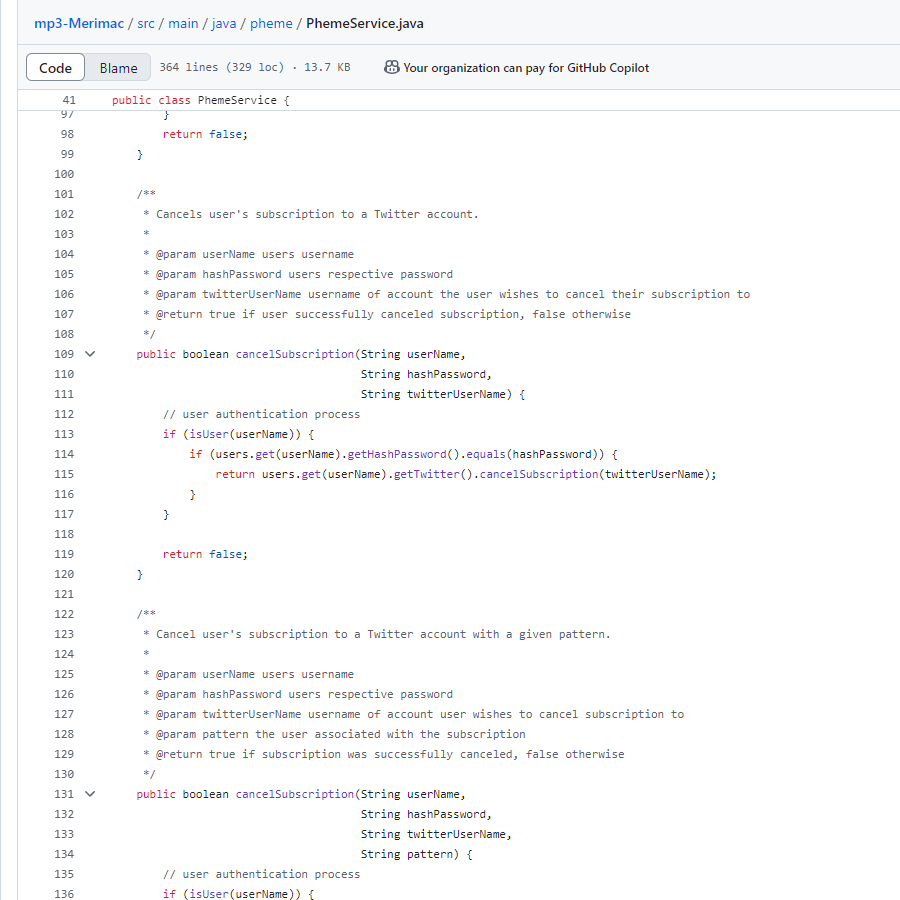 mp3-Merimac / src / main / java / pheme / PhemeService.java
Code Blame 364 lines (329 loc) · 13.7 KB Your organization can pay for GitHub Copilot
41 public class PhemeService {
97 }
98 return false;
99 }
100
101 /**
102 * Cancels user's subscription to a Twitter account.
103 *
104 * @param userName users username
105 * @param hashPassword users respective password
106 * @param twitterUserName username of account the user wishes to cancel their subscription to
107 * @return true if user successfully canceled subscription, false otherwise
108 */
109 public boolean cancelSubscription(String userName,
110 String hashPassword,
111 String twitterUserName) {
112 // user authentication process
113 if (isUser(userName)) {
114 if (users.get(userName).getHashPassword().equals(hashPassword)) {
115 return users.get(userName).getTwitter().cancelSubscription(twitterUserName);
116 }
117 }
118
119 return false;
120 }
121
122 /**
123 * Cancel user's subscription to a Twitter account with a given pattern.
124 *
125 * @param userName users username
126 * @param hashPassword users respective password
127 * @param twitterUserName username of account user wishes to cancel subscription to
128 * @param pattern the user associated with the subscription
129 * @return true if subscription was successfully canceled, false otherwise
130 */
131 public boolean cancelSubscription(String userName,
132 String hashPassword,
133 String twitterUserName,
134 String pattern) {
135 // user authentication process
136 if (isUser(userName)) {